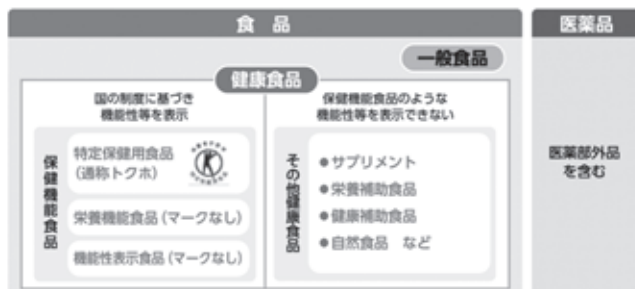 食品
医薬品
一般食品
健康食品
国の制度に基づき
機能性等を表示
保健機能食品のような
機能性等を表示できない
保健機能食品
特定保健用食品
(通称トクホ)
栄養機能食品(マークなし)
機能性表示食品(マークなし)
その他健康食品
●サプリメント
●栄養補助食品
●健康補助食品
●自然食品 など
医薬部外品
を含む